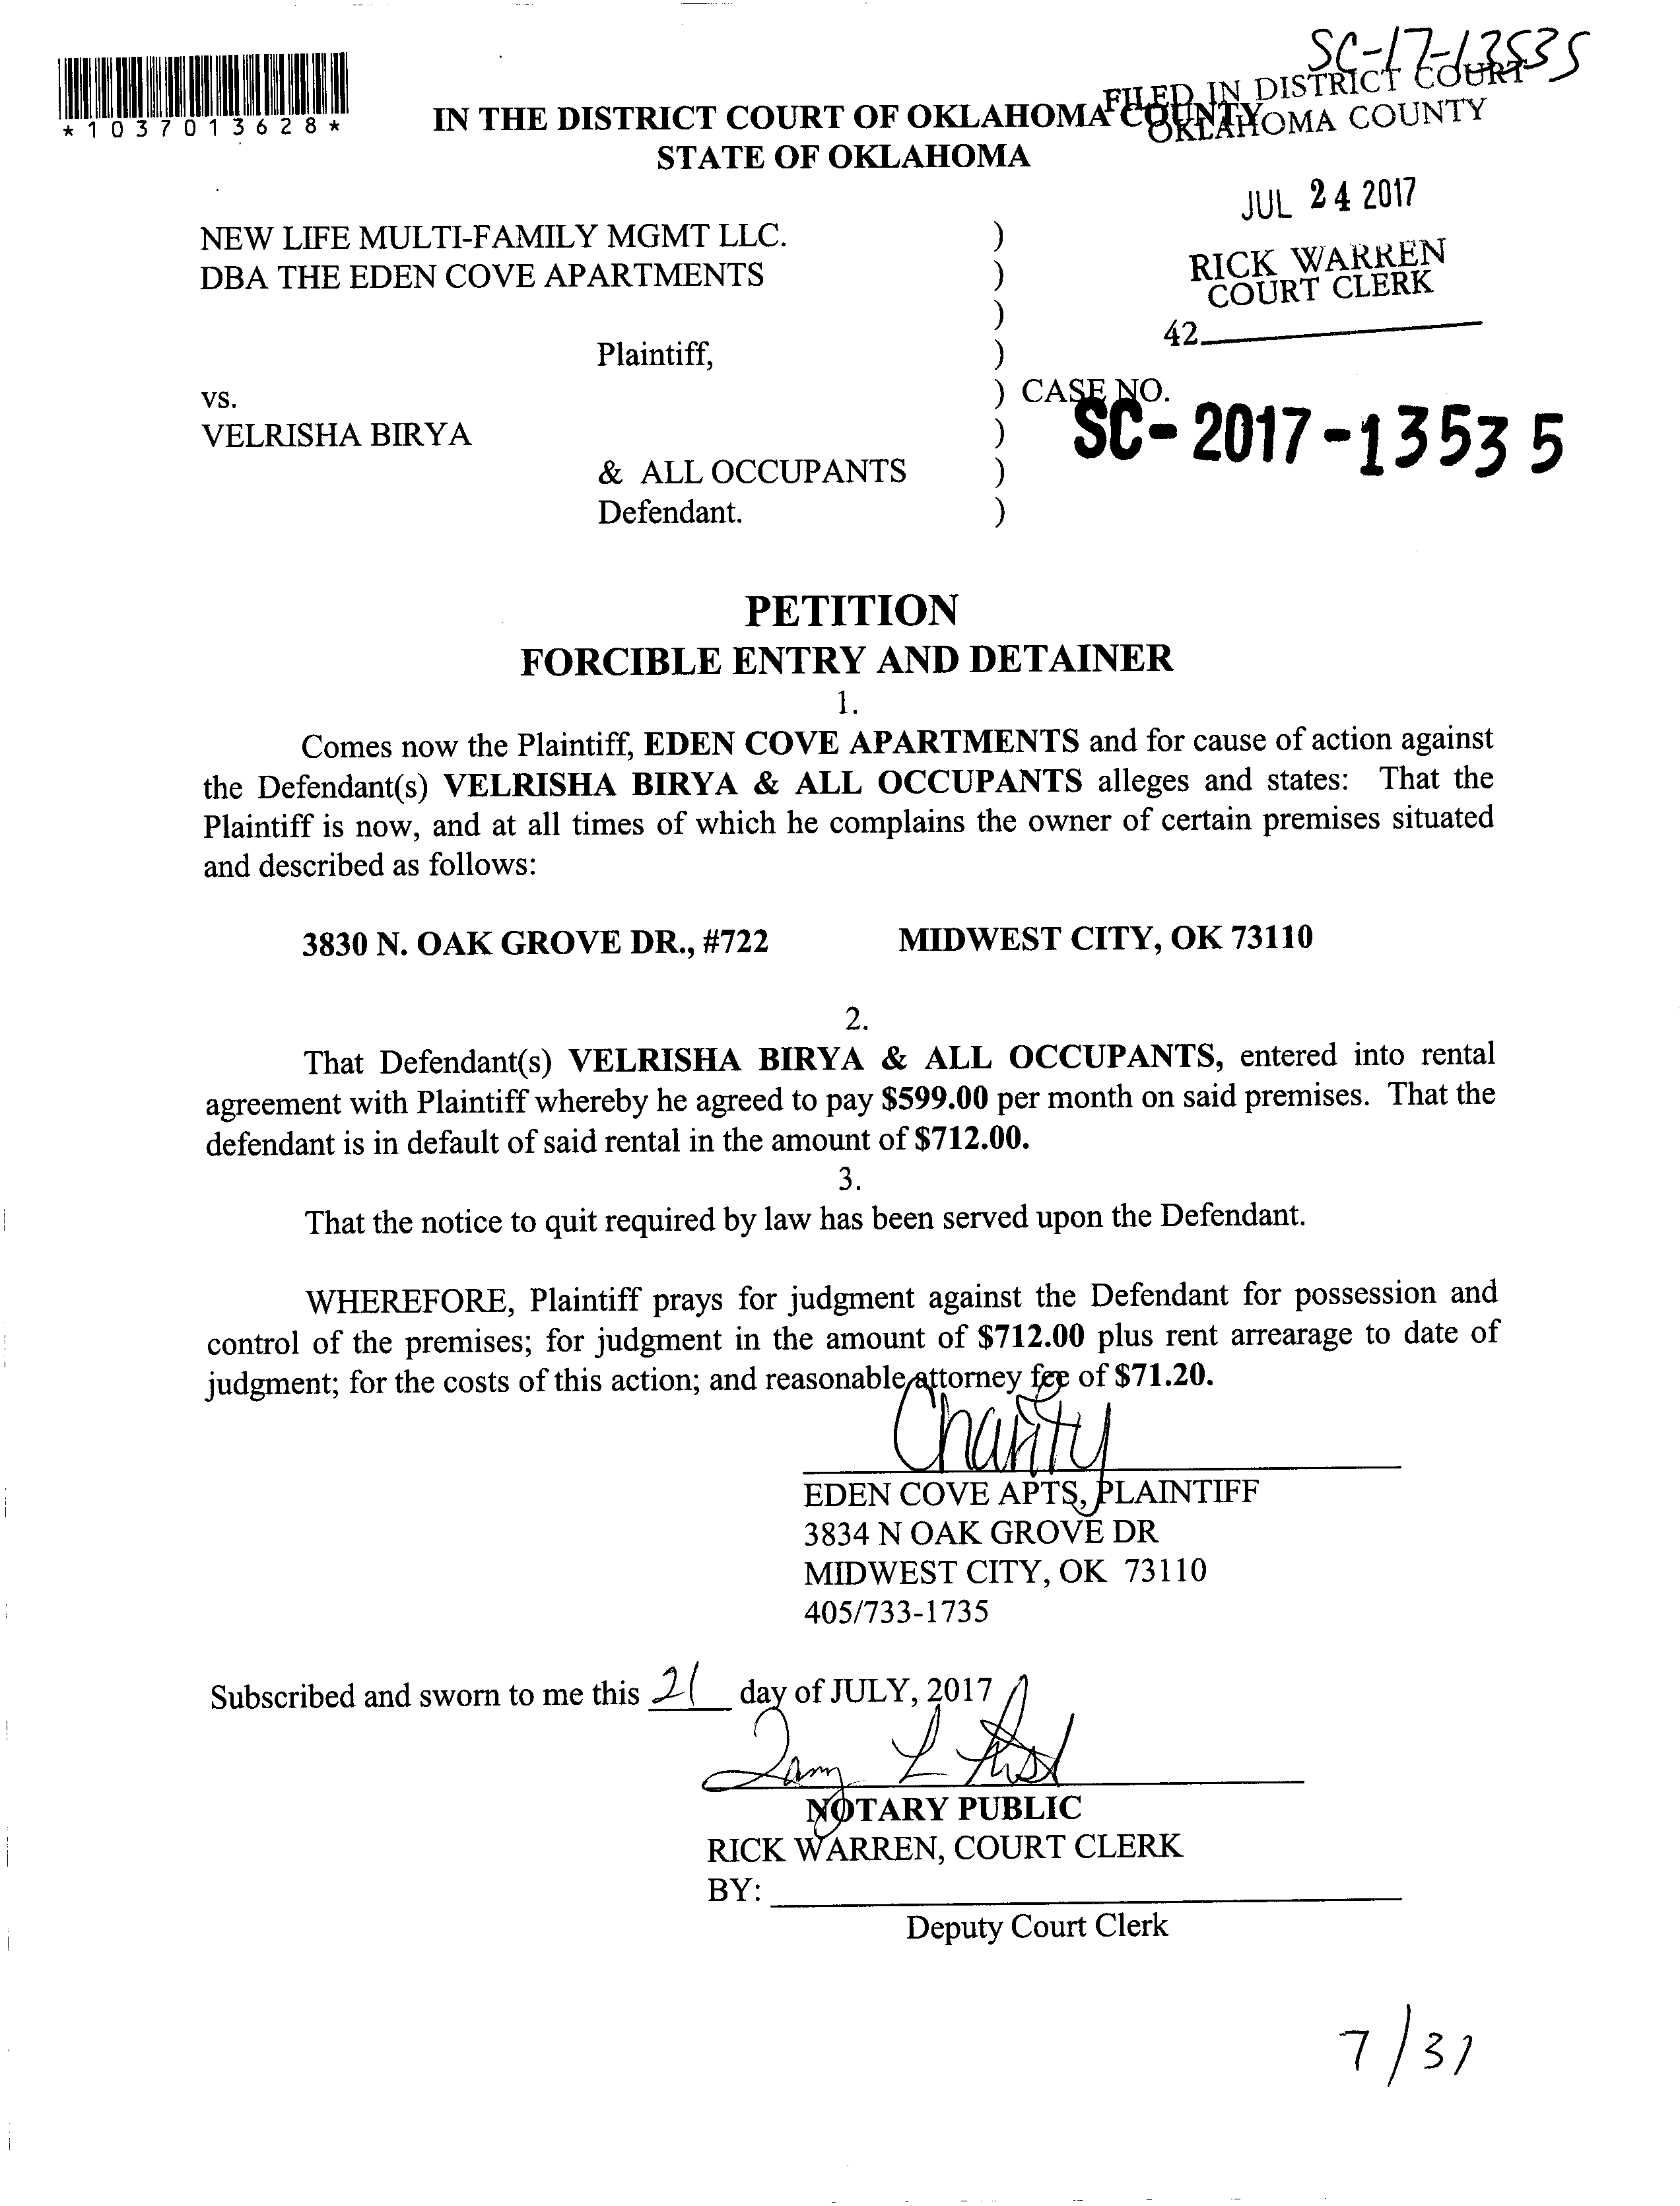 SC-17-13535
*1037013628*
FILED IN DISTRICT COURT
OKLAHOMA COUNTY
IN THE DISTRICT COURT OF OKLAHOMA COUNTY
STATE OF OKLAHOMA
JUL 24 2017
NEW LIFE MULTI-FAMILY MGMT LLC. )
DBA THE EDEN COVE APARTMENTS )
)
RICK WARREN
COURT CLERK
42
Plaintiff, )
vs. ) CASE NO.
SC-2017-13535
VELRISHA BIRYA )
& ALL OCCUPANTS )
Defendant. )
PETITION
FORCIBLE ENTRY AND DETAINER
1.
Comes now the Plaintiff, EDEN COVE APARTMENTS and for cause of action against
the Defendant(s) VELRISHA BIRYA & ALL OCCUPANTS alleges and states: That the
Plaintiff is now, and at all times of which he complains the owner of certain premises situated
and described as follows:
3830 N. OAK GROVE DR., #722 MIDWEST CITY, OK 73110
2.
That Defendant(s) VELRISHA BIRYA & ALL OCCUPANTS, entered into rental
agreement with Plaintiff whereby he agreed to pay $599.00 per month on said premises. That the
defendant is in default of said rental in the amount of $712.00.
3.
That the notice to quit required by law has been served upon the Defendant.
WHEREFORE, Plaintiff prays for judgment against the Defendant for possession and
control of the premises; for judgment in the amount of $712.00 plus rent arrearage to date of
judgment; for the costs of this action; and reasonable attorney fee of $71.20.
Charity
EDEN COVE APTS, PLAINTIFF
3834 N OAK GROVE DR
MIDWEST CITY, OK 73110
405/733-1735
Subscribed and sworn to me this 21 day of JULY, 2017
L
NOTARY PUBLIC
RICK WARREN, COURT CLERK
BY:
Deputy Court Clerk
7/31